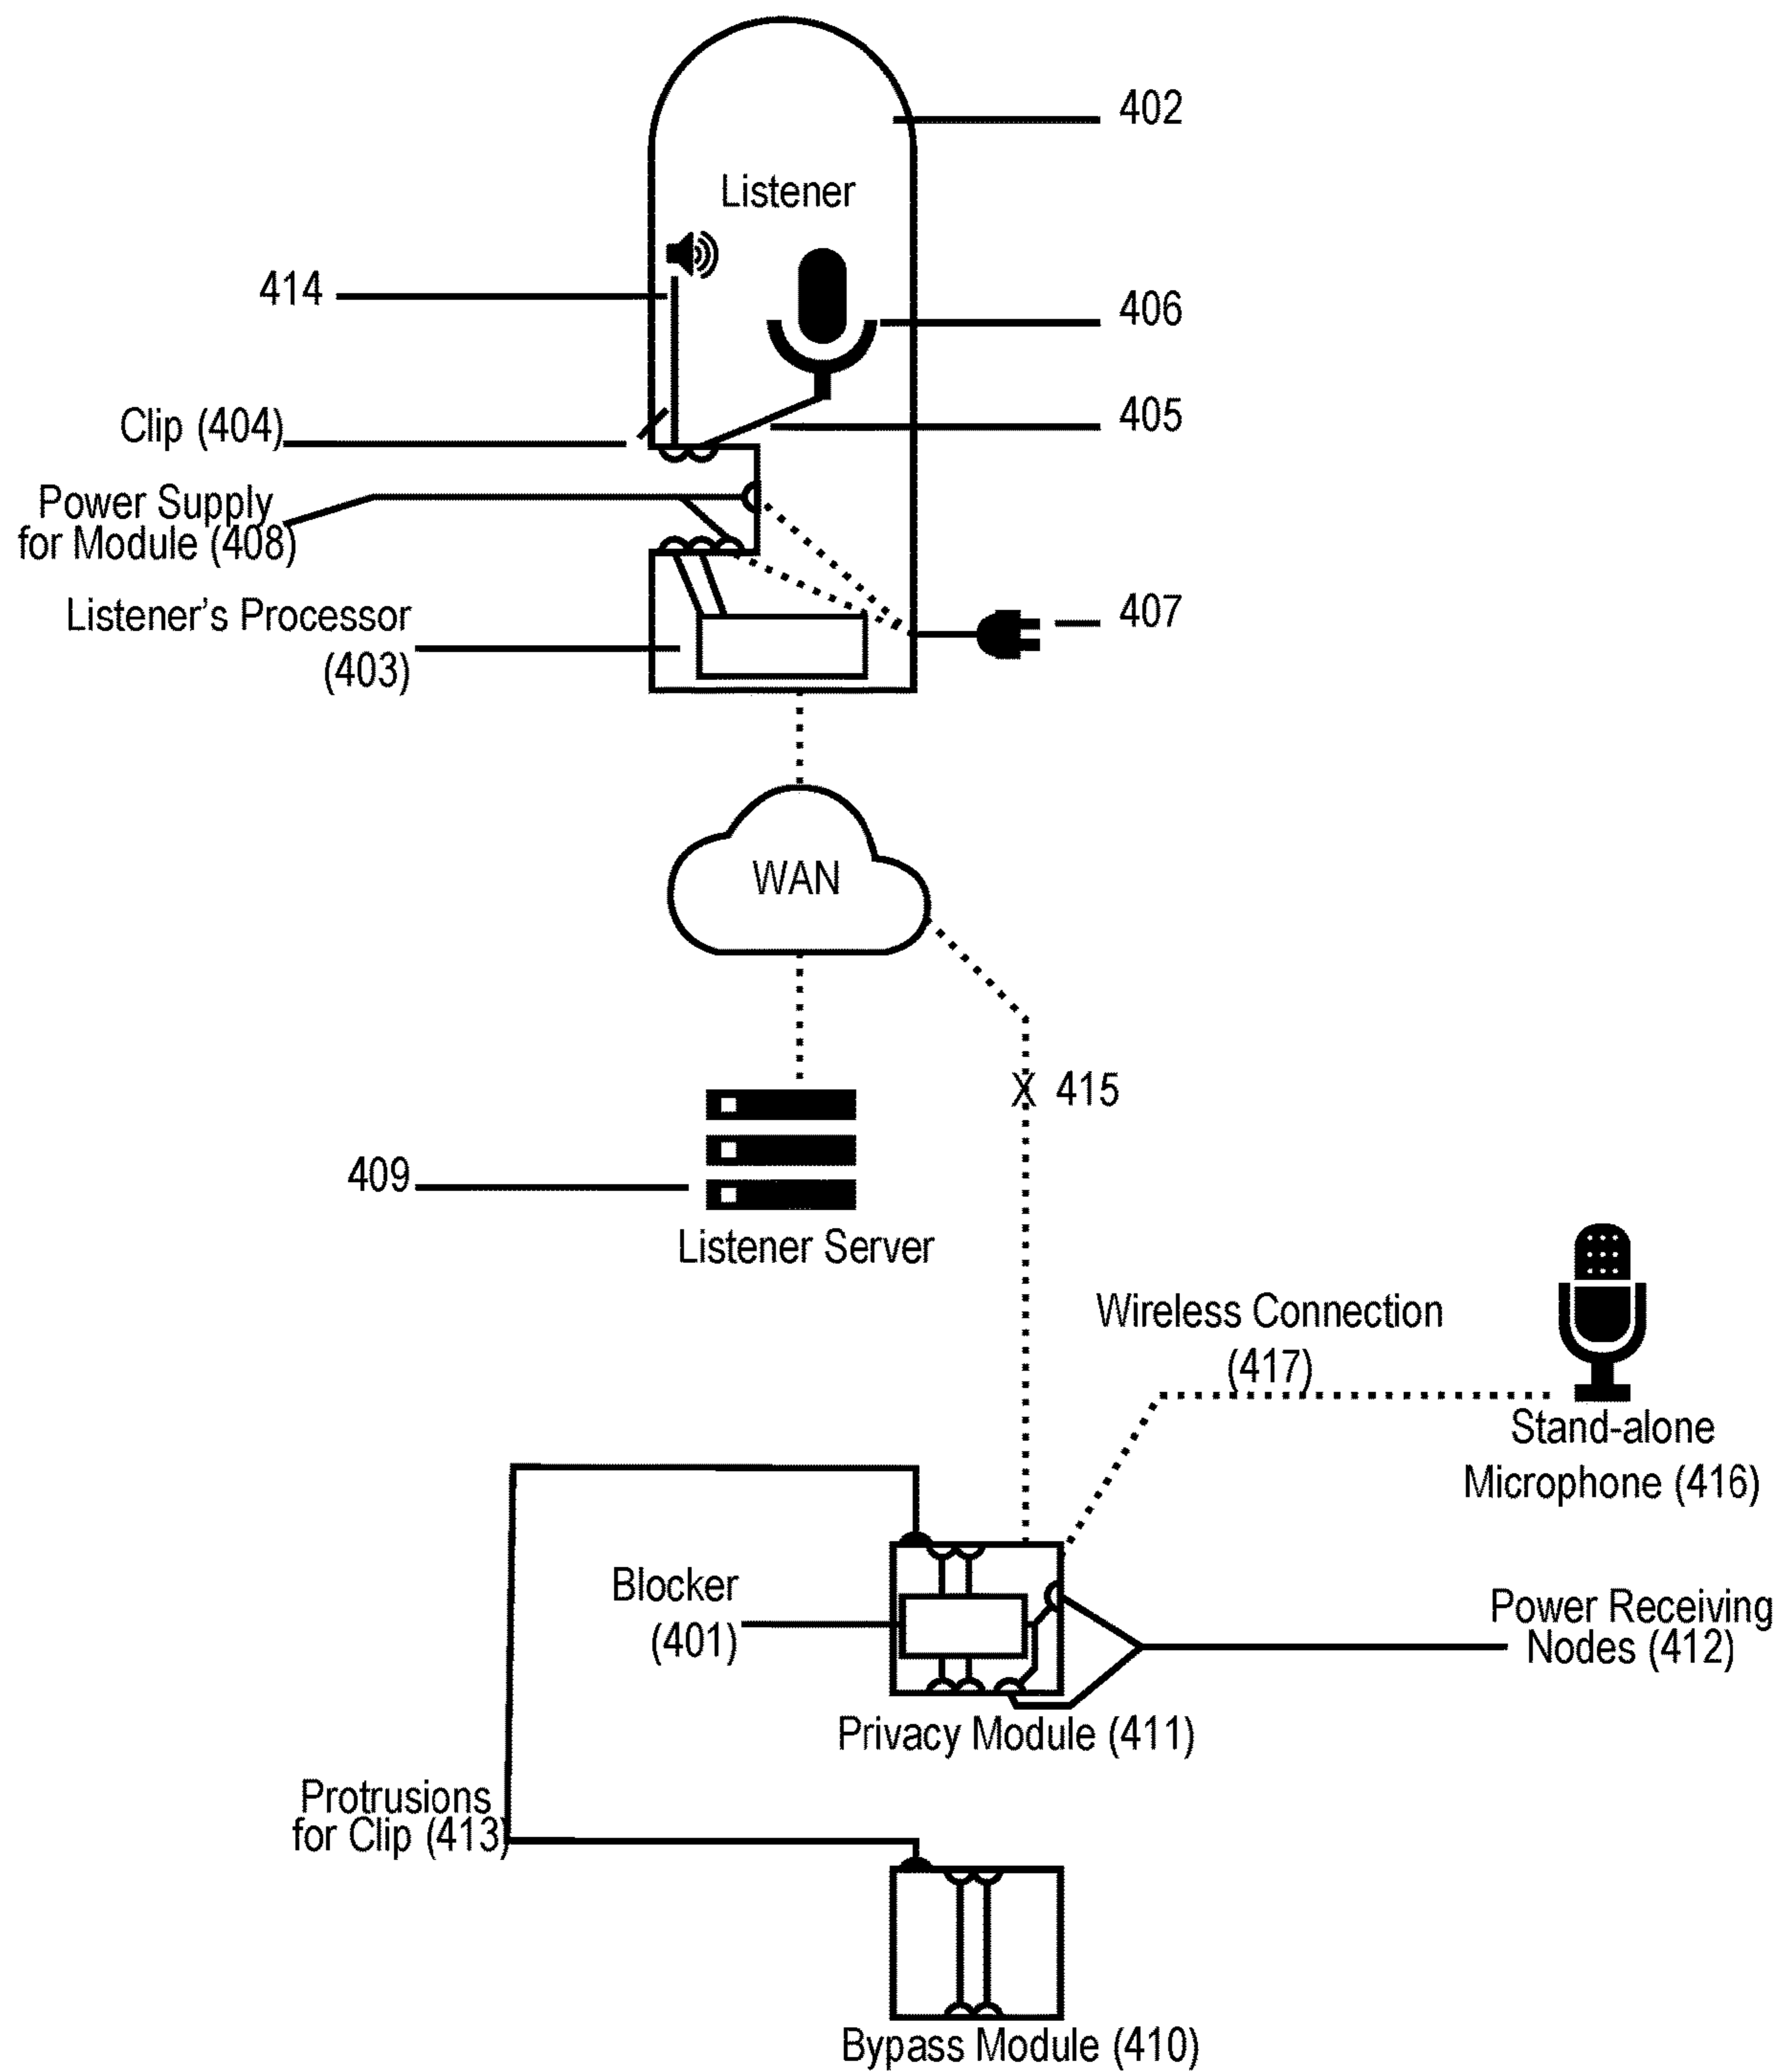 402
Listener
414
406
Clip (404)
405
Power Supply
for Module (408)
Listener's Processor
(403)
407
WAN
X 415
409
Listener Server
Wireless Connection
(417)
Stand-alone
Microphone (416)
Blocker
(401)
Power Receiving
Nodes (412)
Privacy Module (411)
Protrusions
for Clip (413)
Bypass Module (410)